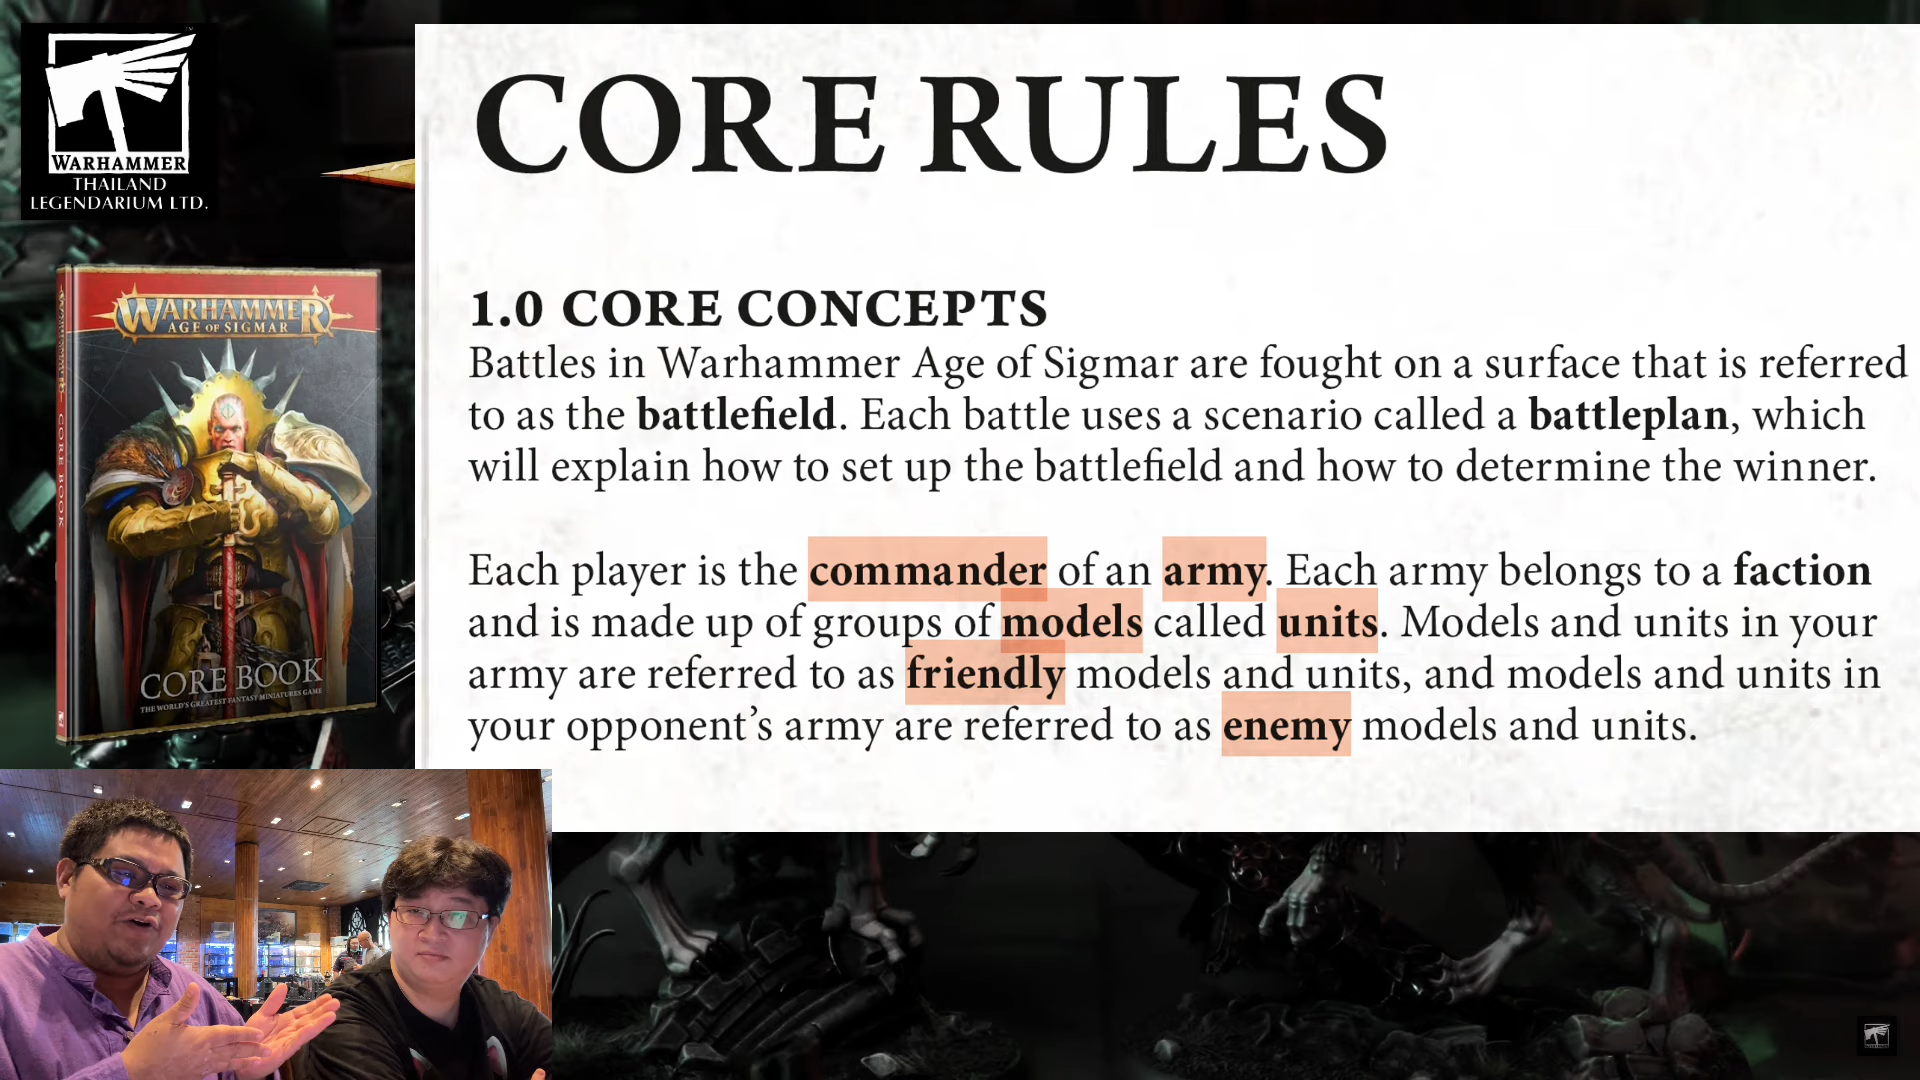 WARHAMMER
THAILAND
LEGENDARIUM LTD.
WARHAMMER
AGE OF SIGMAR
CORE BOOK
CORE BOOK
THE WORLD'S GREATEST FANTASY MINIATURES GAME
CORE RULES
1.0 CORE CONCEPTS
Battles in Warhammer Age of Sigmar are fought on a surface that is referred
to as the battlefield. Each battle uses a scenario called a battleplan, which
will explain how to set up the battlefield and how to determine the winner.
Each player is the commander of an army. Each army belongs to a faction
and is made up of groups of models called units. Models and units in your
army are referred to as friendly models and units, and models and units in
your opponent’s army are referred to as enemy models and units.